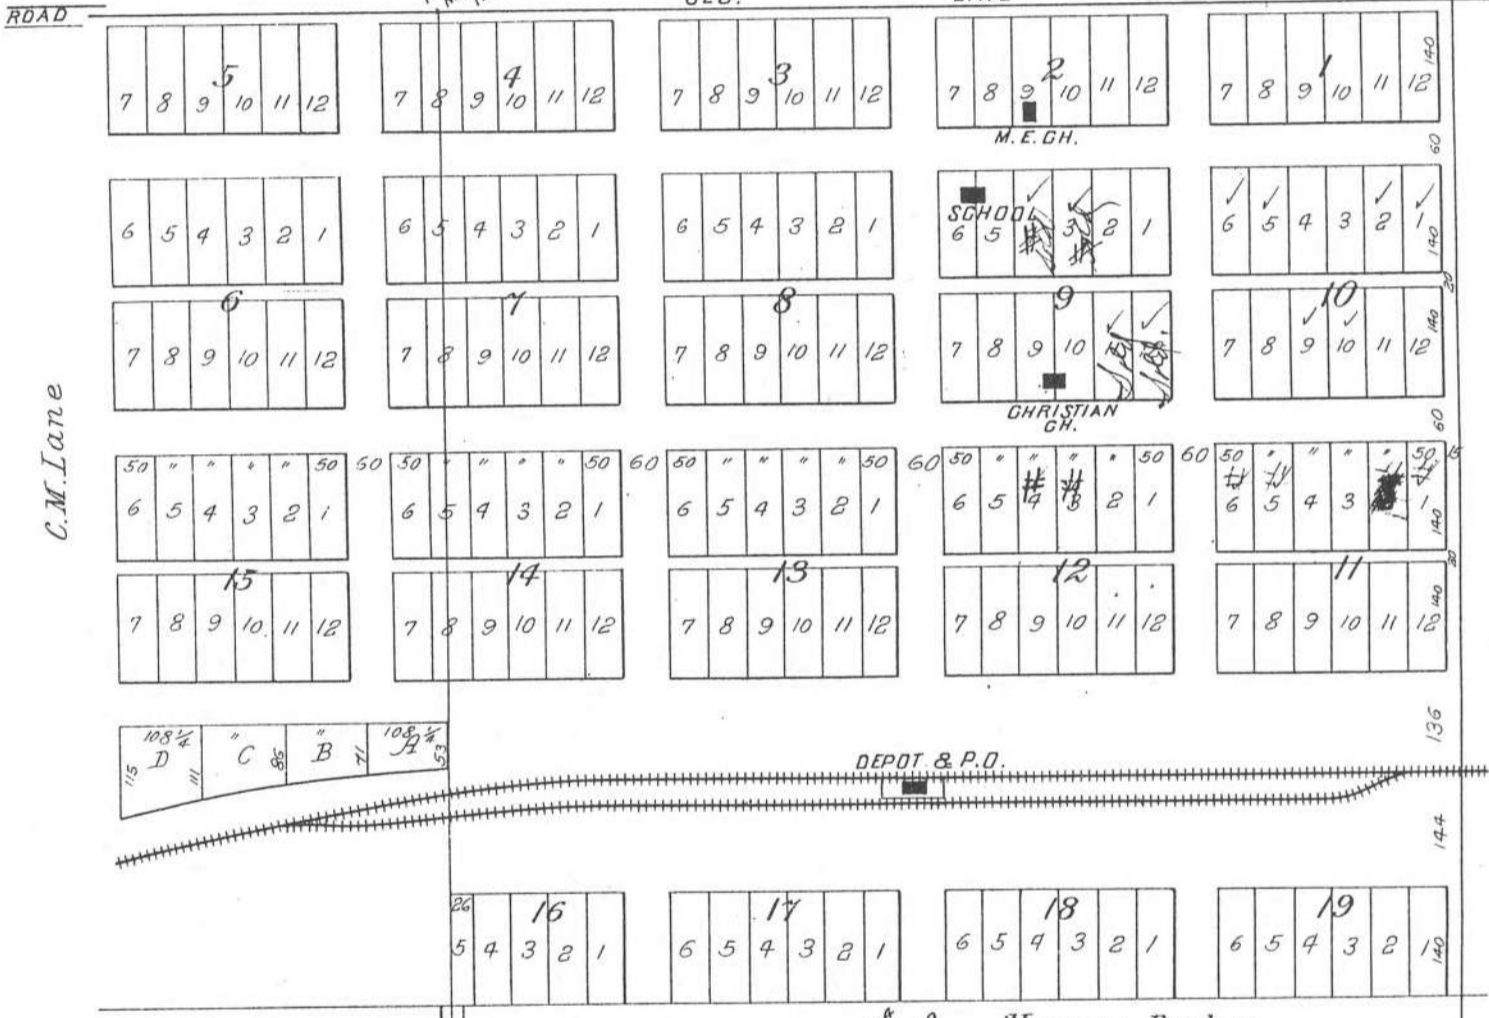 ROAD
5 4 3 2 1
7 8 9 10 11 12 7 8 9 10 11 12 7 8 9 10 11 12 7 8 9 10 11 12 7 8 9 10 11 12 140
M.E.CH. 60
SCHOOL
6 5 4 3 2 1 6 5 4 3 2 1 6 5 4 3 2 1 6 5 3 2 1 6 5 4 3 2 1 140
20
6 7 8 9 10
7 8 9 10 11 12 7 8 9 10 11 12 7 8 9 10 11 12 7 8 9 10 7 8 9 10 11 12 140
CHRISTIAN
CH. 60
C.M.Lane
50 " " " " 50 60 50 " " " 50 60 50 " " " " 50 60 50 " " " " 50 60 50 " " " " 50 15
6 5 4 3 2 1 6 5 4 3 2 1 6 5 4 3 2 1 6 5 4 3 2 1 6 5 4 3 1 140
15 14 13 12 11
7 8 9 10 11 12 7 8 9 10 11 12 7 8 9 10 11 12 7 8 9 10 11 12 7 8 9 10 11 12 140
108 1/4 " " 108 1/4
D C B A
115 111 86 71 53
136
DEPOT & P.O.
144
26 16 17 18 19
5 4 3 2 1 6 5 4 3 2 1 6 5 4 3 2 1 6 5 4 3 2 1 140